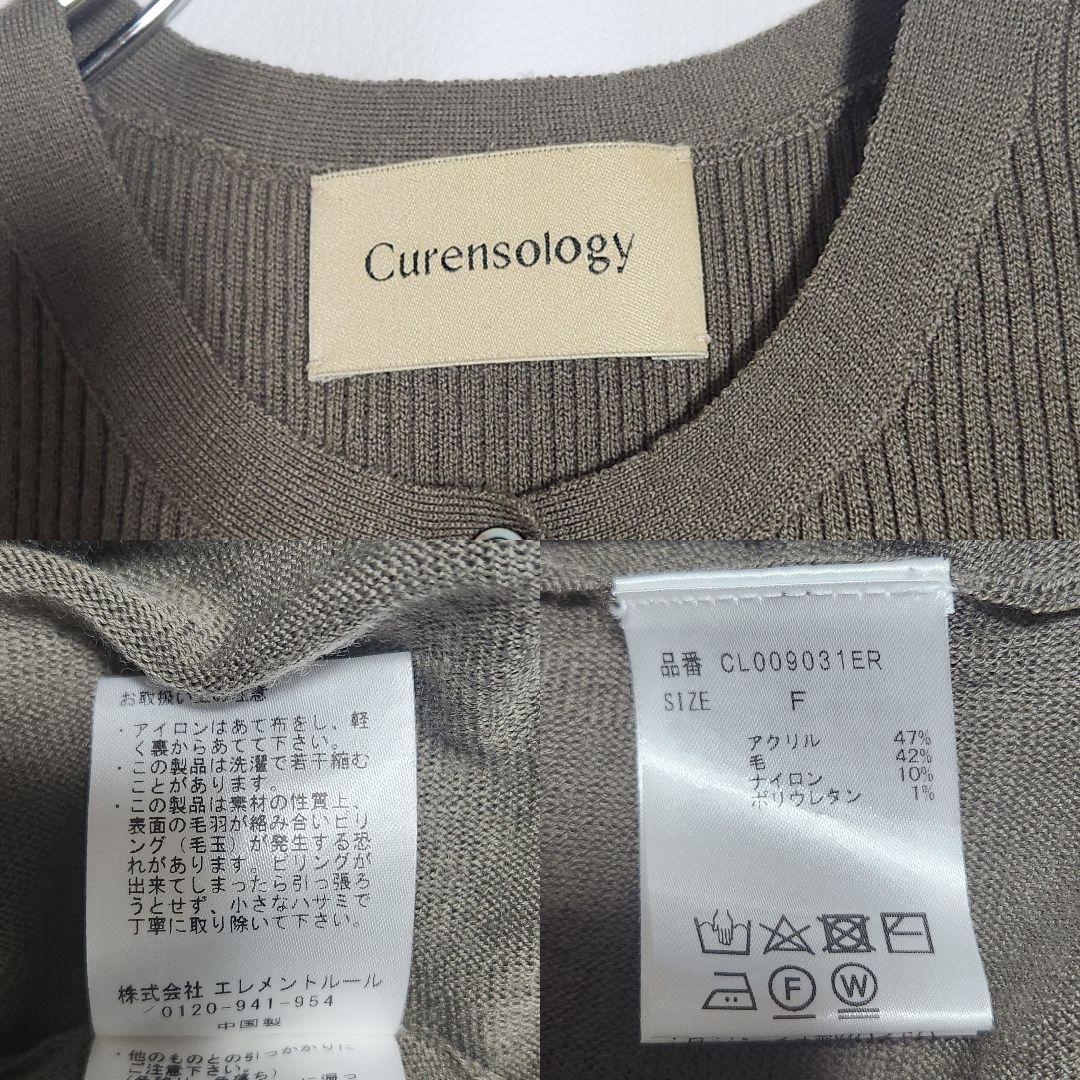 Curensology
お取扱い上の注意
・アイロンはあて布をし、軽
く裏からあてて下さい。
・この製品は洗濯で若干縮む
ことがあります。
・この製品は素材の性質上、
表面の毛羽が絡み合いピリ
ング（毛玉）が発生する恐
れがあります。ピリングが
出来てしまったら引っ張ろ
うとせず、小さなハサミで
丁寧に取り除いて下さい。
株式会社 エレメントルール
0120-941-954
中国製
・他のものとの引っかかりに
ご注意下さい。
品番 CL009031ER
SIZE F
アクリル 47%
毛 42%
ナイロン 10%
ポリウレタン 1%
F W